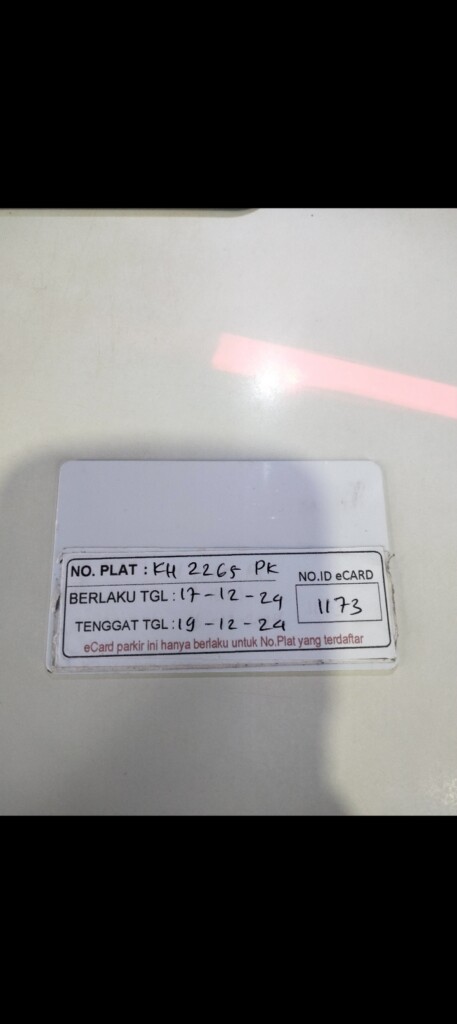 NO. PLAT : KH 2265 PK
NO.ID eCARD
BERLAKU TGL : 17-12-24
1173
TENGGAT TGL : 19-12-24
eCard parkir ini hanya berlaku untuk No.Plat yang terdaftar